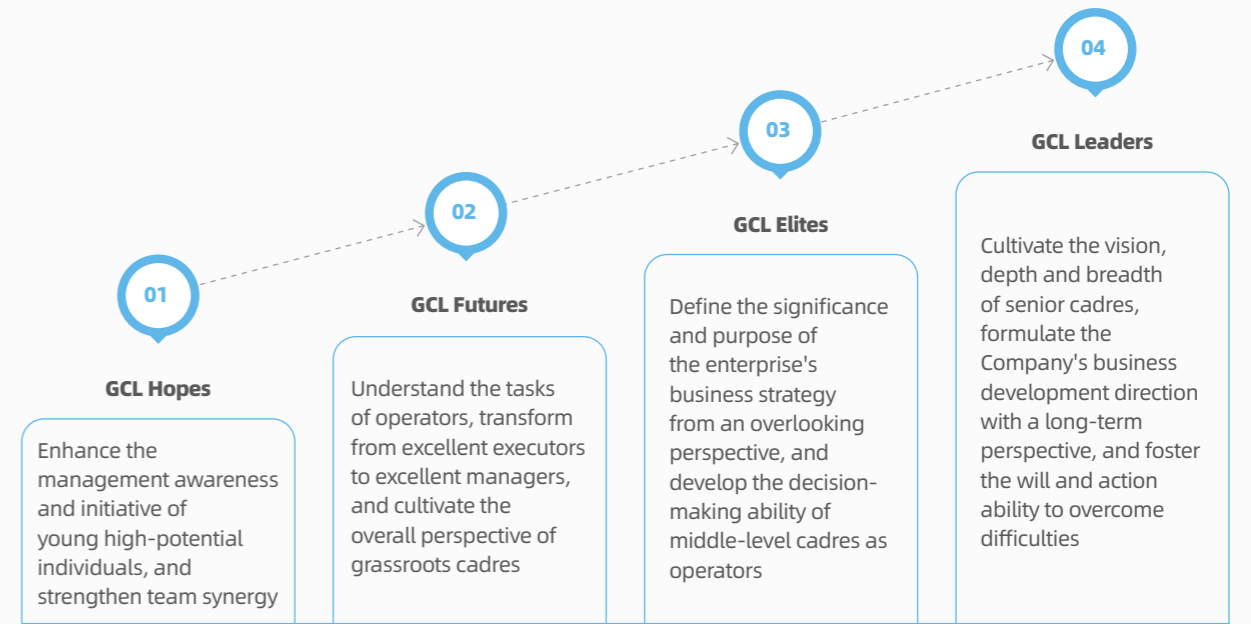 01
GCL Hopes
Enhance the
management awareness
and initiative of
young high-potential
individuals, and
strengthen team synergy
02
GCL Futures
Understand the tasks
of operators, transform
from excellent executors
to excellent managers,
and cultivate the
overall perspective of
grassroots cadres
03
GCL Elites
Define the significance
and purpose of
the enterprise's
business strategy
from an overlooking
perspective, and
develop the decision-
making ability of
middle-level cadres as
operators
04
GCL Leaders
Cultivate the vision,
depth and breadth
of senior cadres,
formulate the
Company's business
development direction
with a long-term
perspective, and foster
the will and action
ability to overcome
difficulties